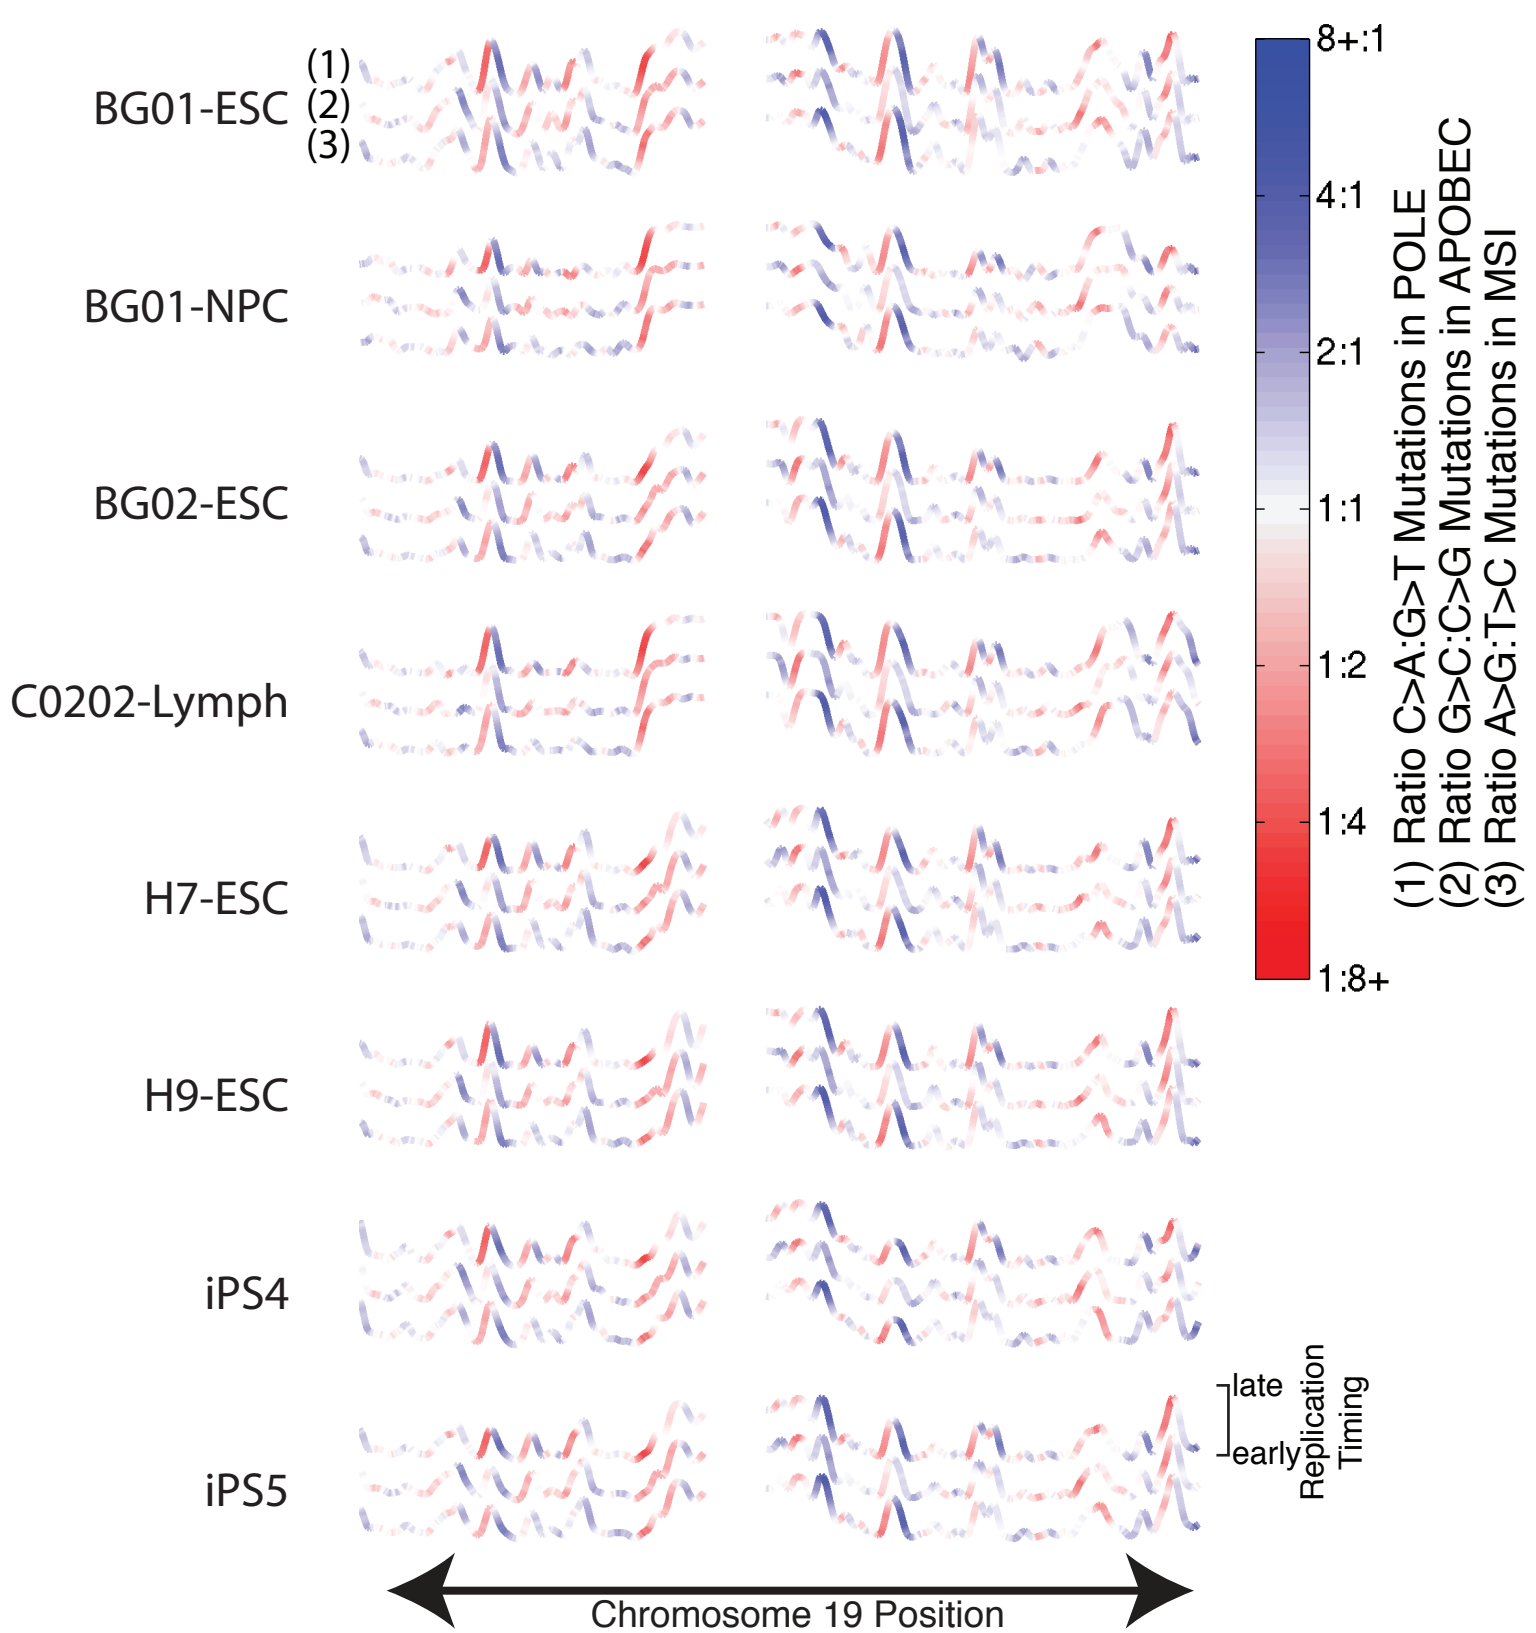 (1)
(2)
(3)
BG01-ESC
BG01-NPC
BG02-ESC
C0202-Lymph
H7-ESC
H9-ESC
iPS4
iPS5
8+:1
4:1
2:1
1:1
1:2
1:4
1:8+
(1) Ratio C>A:G>T Mutations in POLE
(2) Ratio G>C:C>G Mutations in APOBEC
(3) Ratio A>G:T>C Mutations in MSI
late
early
Replication
Timing
Chromosome 19 Position